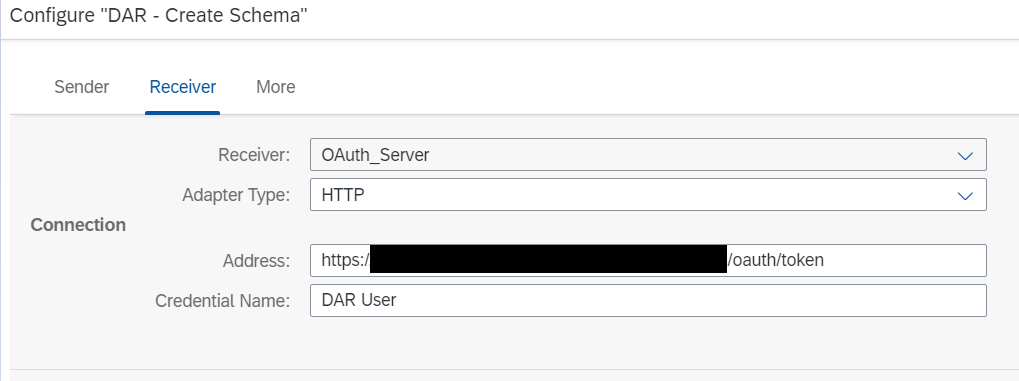 Configure "DAR - Create Schema"
Sender Receiver More
Receiver: OAuth_Server
Adapter Type: HTTP
Connection
Address: https:/ /oauth/token
Credential Name: DAR User